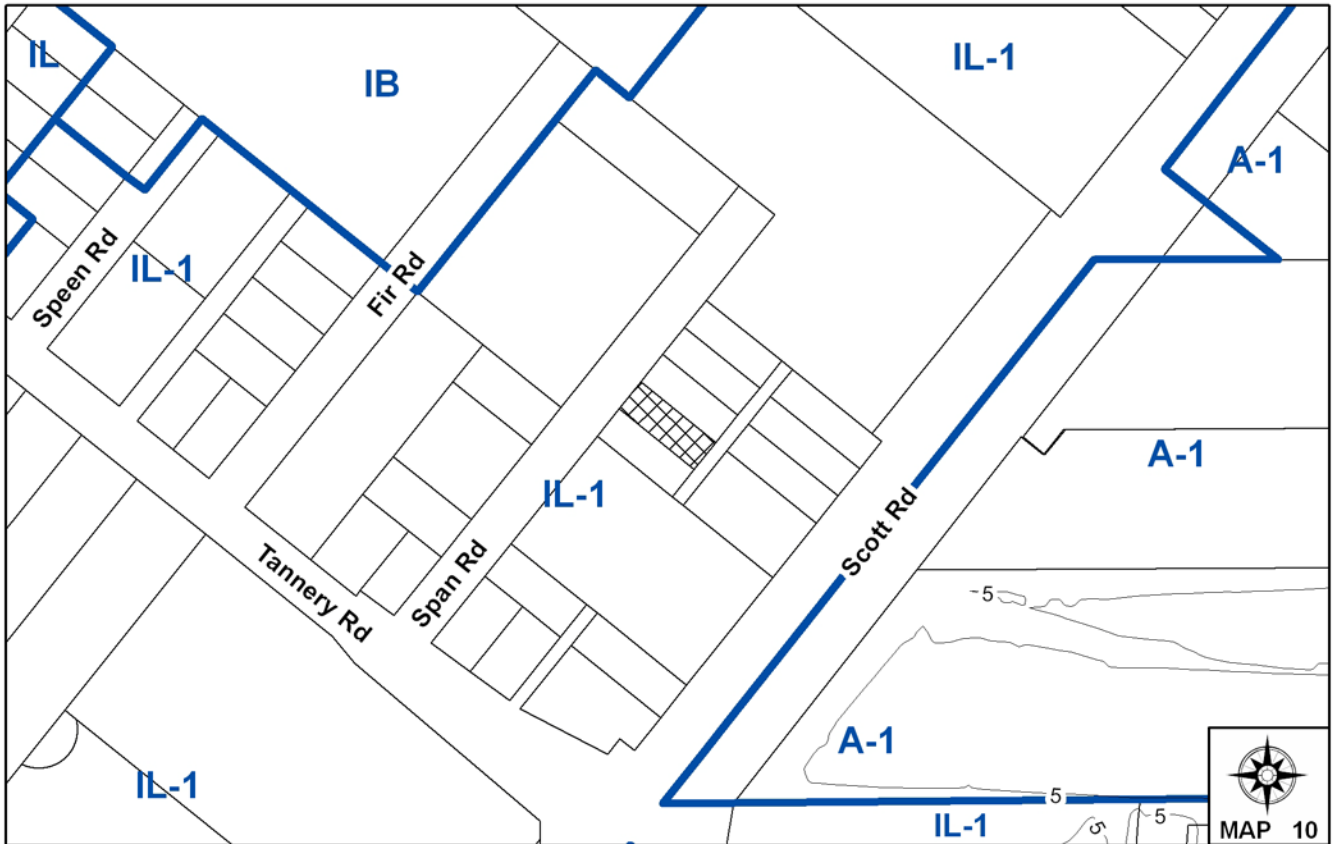 IL
IB
IL-1
A-1
Speen Rd
IL-1
Fir Rd
A-1
IL-1
Scott Rd
Tannery Rd
Span Rd
5
A-1
IL-1
5
5
5
IL-1
MAP 10